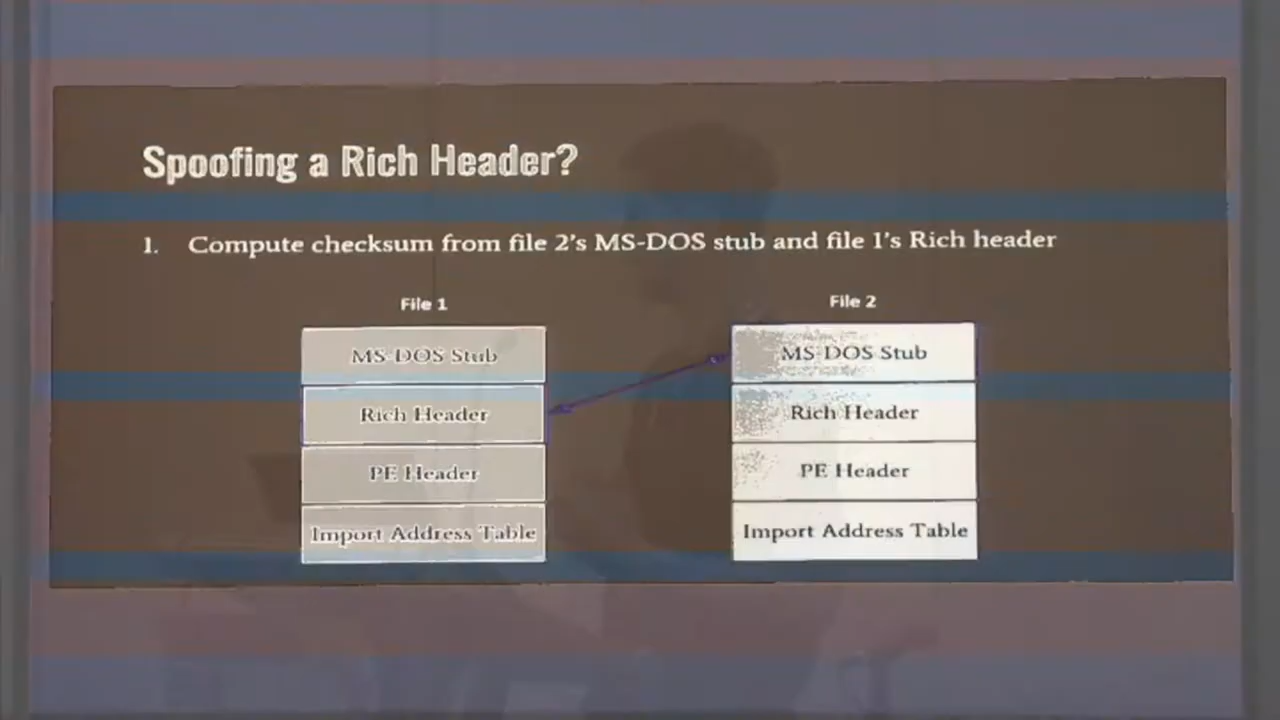 Spoofing a Rich Header?
1. Compute checksum from file 2's MS-DOS stub and file 1's Rich header
File 1
File 2
MS-DOS Stub
MS-DOS Stub
Rich Header
Rich Header
PE Header
PE Header
Import Address Table
Import Address Table